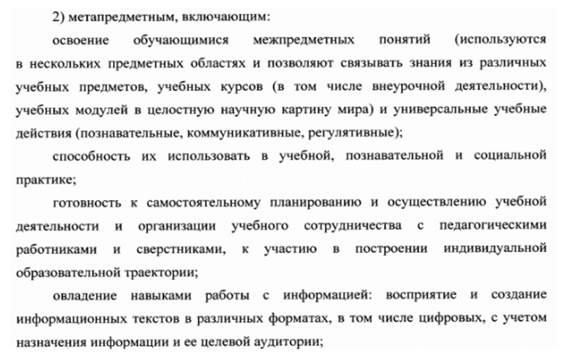 2) метапредметным, включающим:
освоение обучающимися межпредметных понятий (используются
в нескольких предметных областях и позволяют связывать знания из различных
учебных предметов, учебных курсов (в том числе внеурочной деятельности),
учебных модулей в целостную научную картину мира) и универсальные учебные
действия (познавательные, коммуникативные, регулятивные);
способность их использовать в учебной, познавательной и социальной
практике;
готовность к самостоятельному планированию и осуществлению учебной
деятельности и организации учебного сотрудничества с педагогическими
работниками и сверстниками, к участию в построении индивидуальной
образовательной траектории;
овладение навыками работы с информацией: восприятие и создание
информационных текстов в различных форматах, в том числе цифровых, с учетом
назначения информации и ее целевой аудитории;